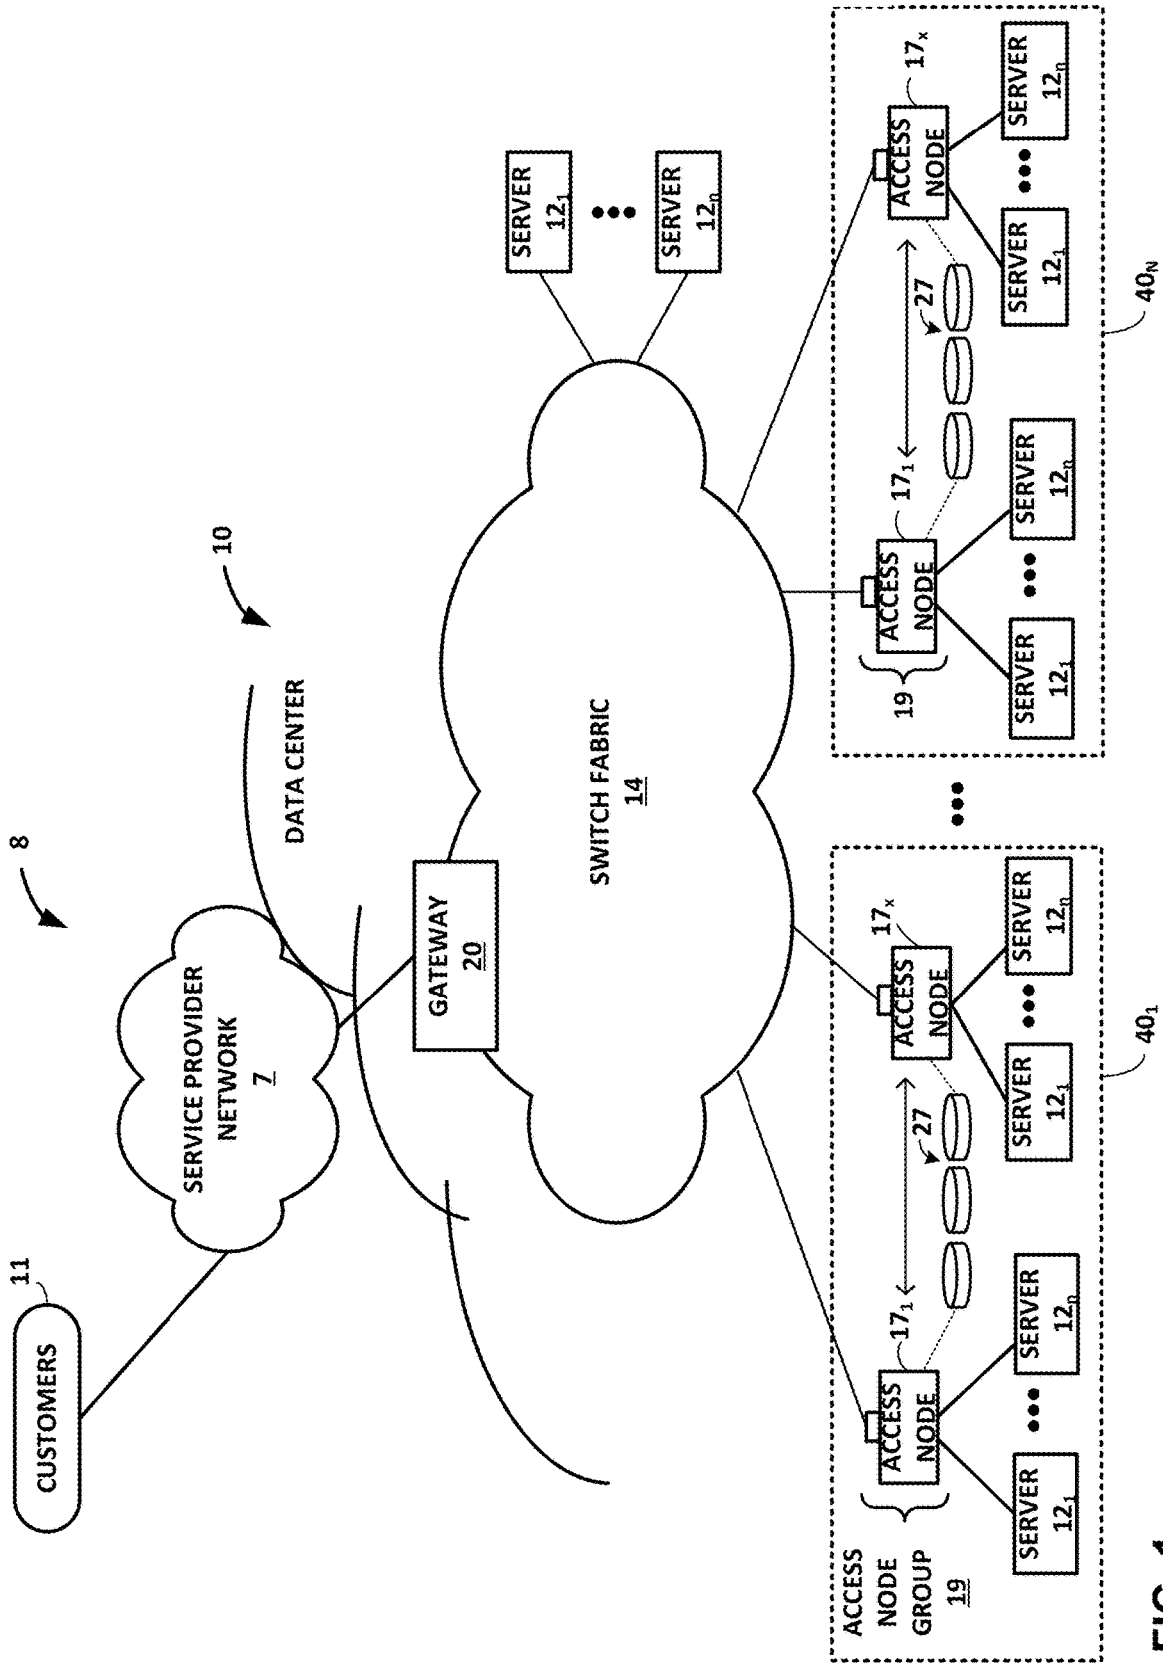 8
CUSTOMERS
11
SERVICE PROVIDER
NETWORK
7
10
DATA CENTER
GATEWAY
20
SWITCH FABRIC
14
SERVER
12₁
SERVER
12ₙ
ACCESS
NODE
GROUP
19
ACCESS
NODE
17₁
27
ACCESS
NODE
17ₓ
SERVER
12₁
SERVER
12ₙ
SERVER
12₁
SERVER
12ₙ
40₁
19
ACCESS
NODE
17₁
27
ACCESS
NODE
17ₓ
SERVER
12₁
SERVER
12ₙ
SERVER
12₁
SERVER
12ₙ
40N
FIG.